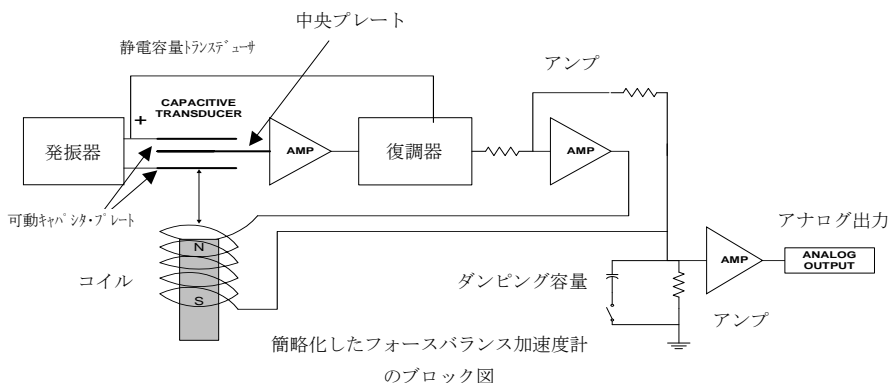 中央プレート
静電容量トランスデューサ
アンプ
CAPACITIVE
TRANSDUCER
+
発振器
AMP
復調器
AMP
可動キャパシタ・プレート
N
S
コイル
アナログ出力
AMP
ANALOG
OUTPUT
ダンピング容量
アンプ
簡略化したフォースバランス加速度計
のブロック図